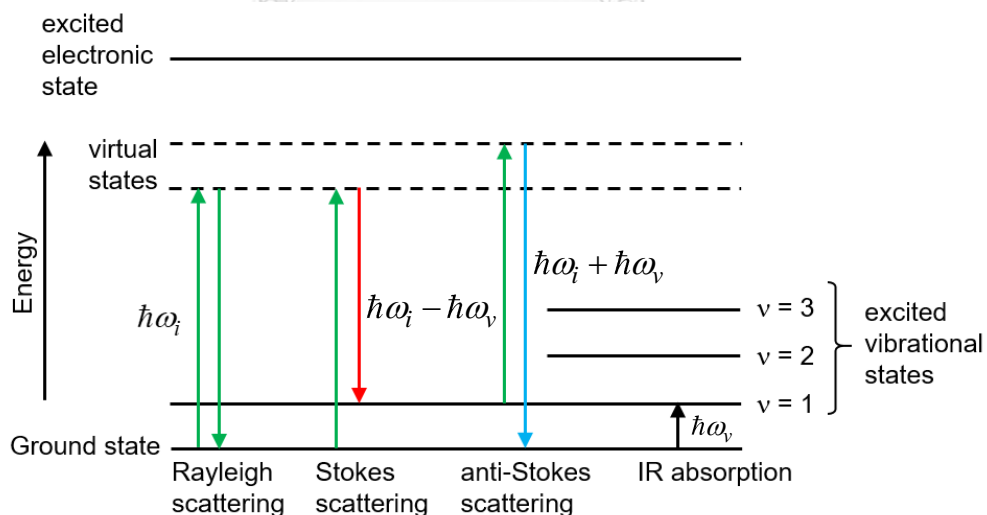 excited
electronic
state
virtual
states
Energy
ħω_i
ħω_i − ħω_v
ħω_i + ħω_v
ν = 3
ν = 2
ν = 1
excited
vibrational
states
ħω_v
Ground state
Rayleigh
scattering
Stokes
scattering
anti-Stokes
scattering
IR absorption